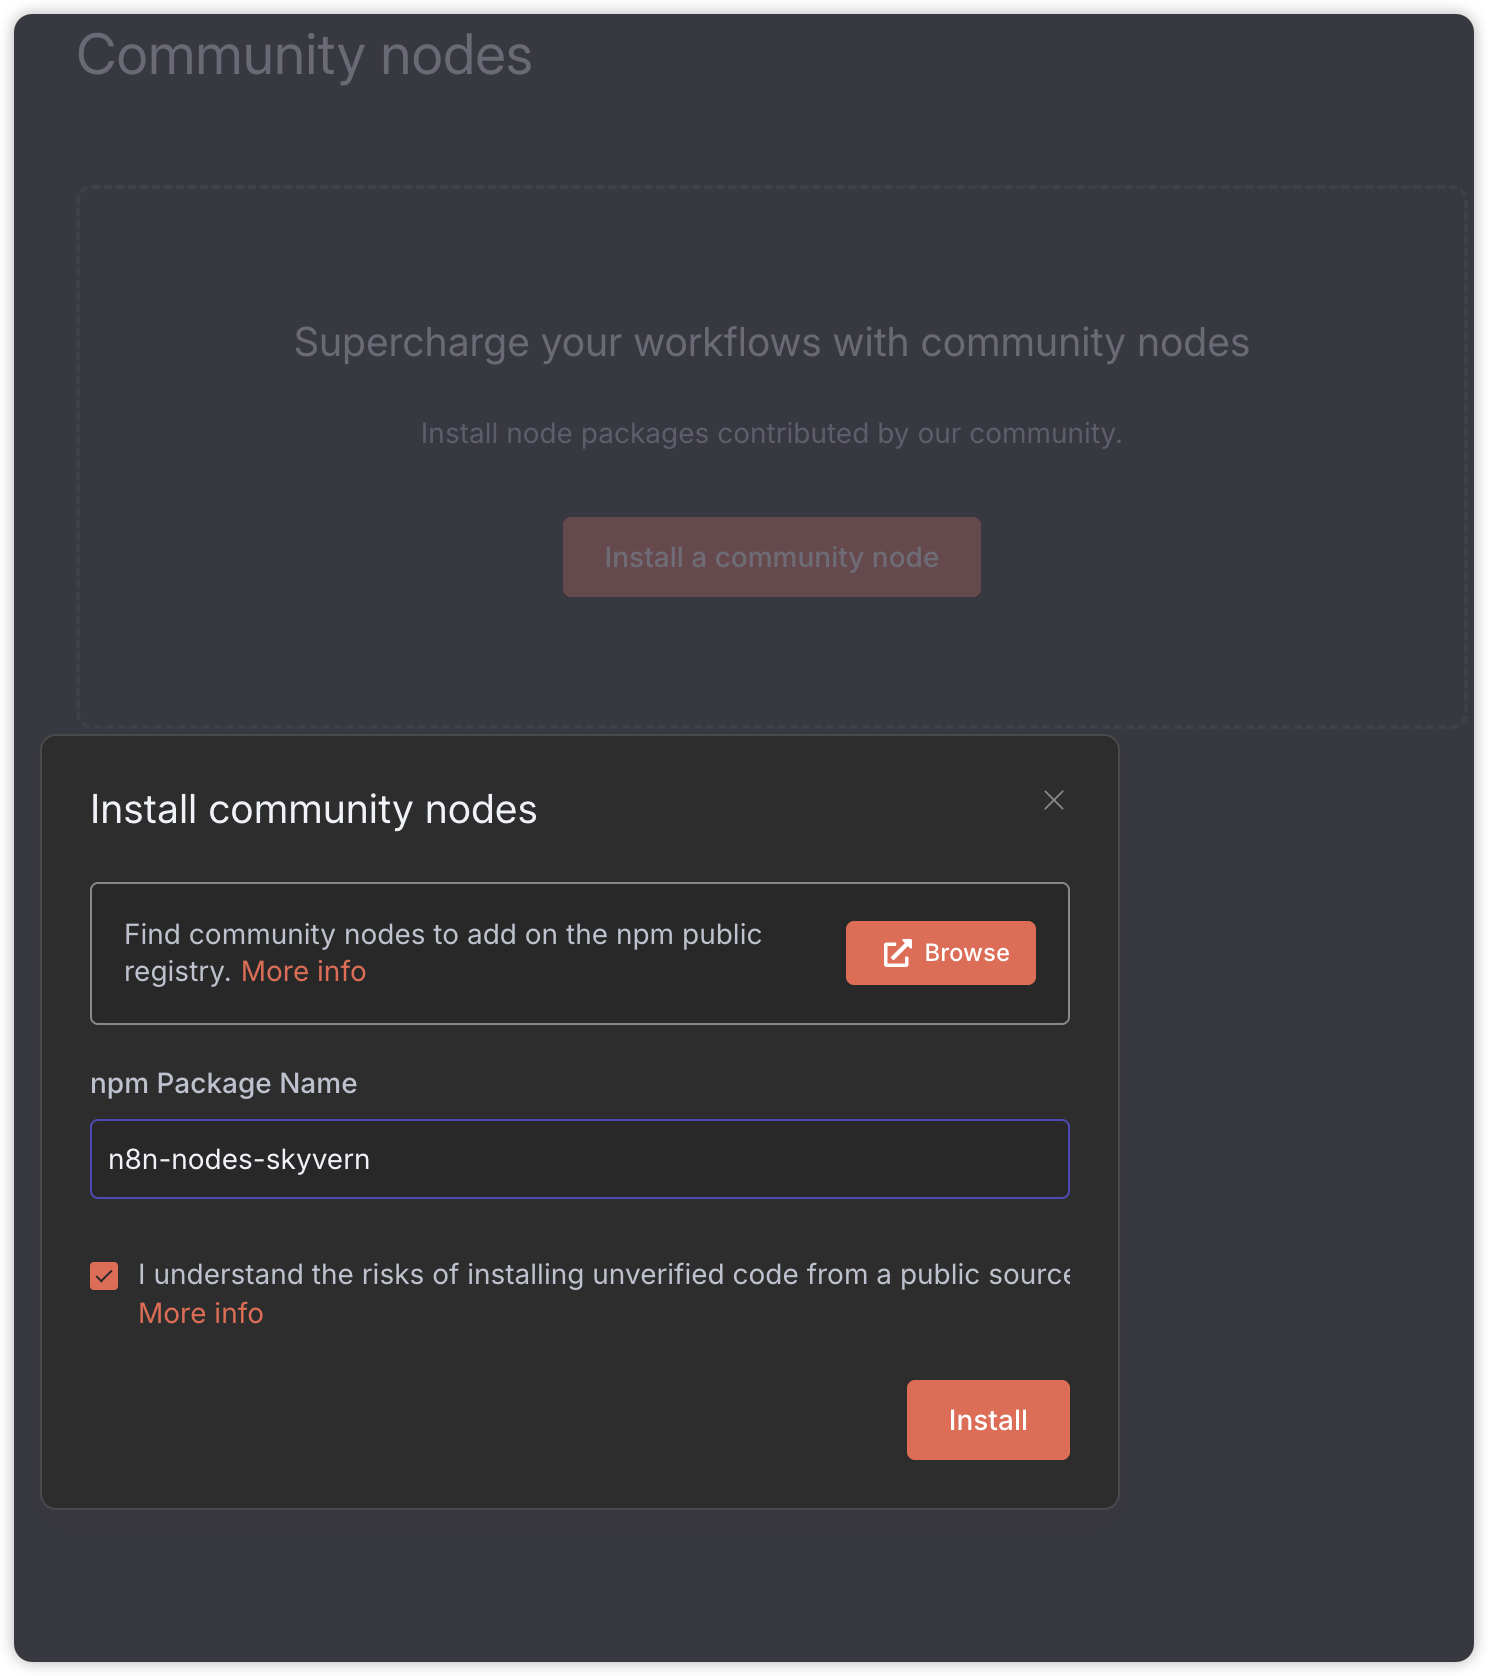 Community nodes
Supercharge your workflows with community nodes
Install node packages contributed by our community.
Install a community node
Install community nodes
Find community nodes to add on the npm public
registry. More info
Browse
npm Package Name
n8n-nodes-skyvern
I understand the risks of installing unverified code from a public source
More info
Install